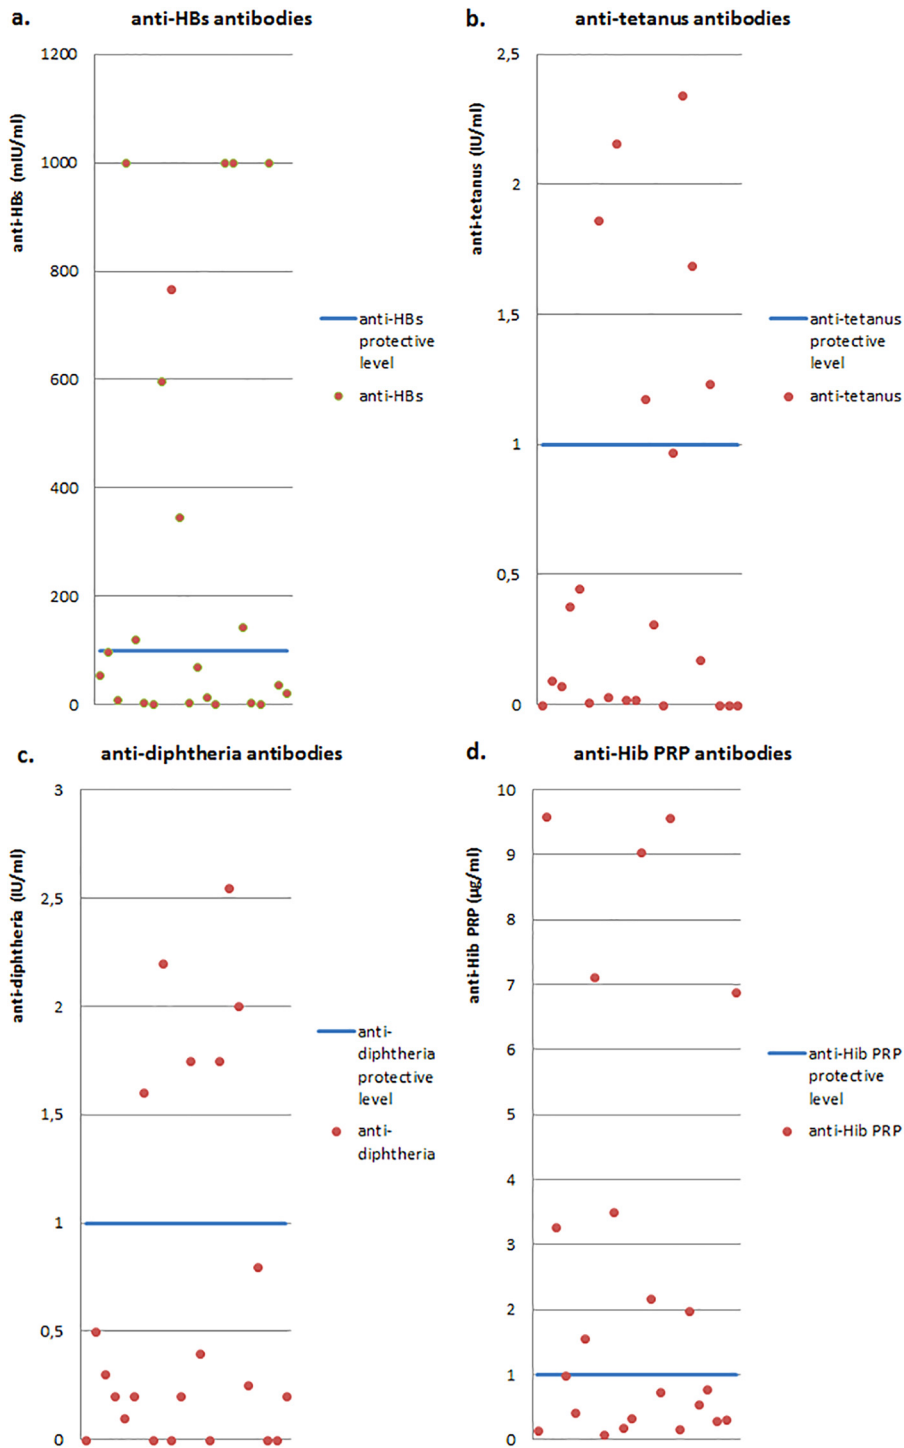 a.
anti-HBs antibodies
1200
1000
800
600
400
200
0
anti-HBs (mIU/ml)
anti-HBs
protective
level
anti-HBs
b.
anti-tetanus antibodies
2,5
2
1,5
1
0,5
0
anti-tetanus (IU/ml)
anti-tetanus
protective
level
anti-tetanus
c.
anti-diphtheria antibodies
3
2,5
2
1,5
1
0,5
0
anti-diphtheria (IU/ml)
anti-
diphtheria
protective
level
anti-
diphtheria
d.
anti-Hib PRP antibodies
10
9
8
7
6
5
4
3
2
1
0
anti-Hib PRP (µg/ml)
anti-Hib PRP
protective
level
anti-Hib PRP